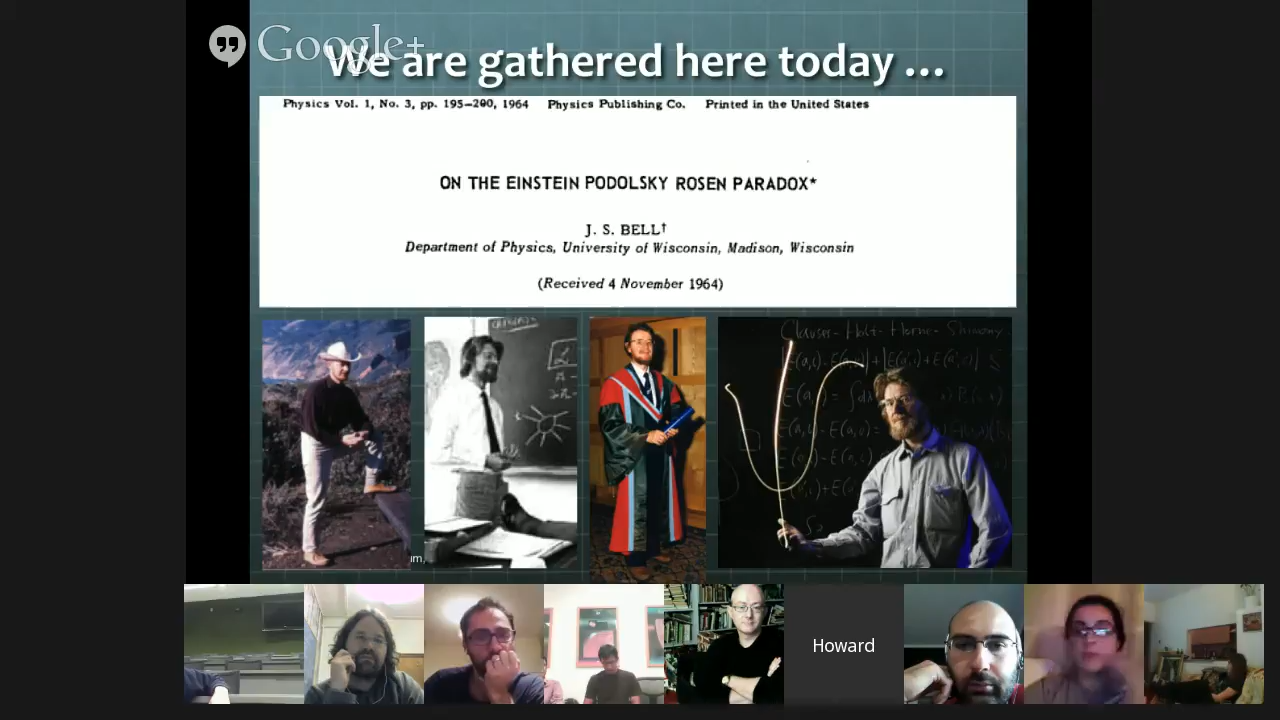 Google+
We are gathered here today ...
Physics Vol. 1, No. 3, pp. 195—200, 1964 Physics Publishing Co. Printed in the United States
ON THE EINSTEIN PODOLSKY ROSEN PARADOX*
J. S. BELL†
Department of Physics, University of Wisconsin, Madison, Wisconsin
(Received 4 November 1964)
Clauser - Holt - Horne - Shimony
um,
Howard